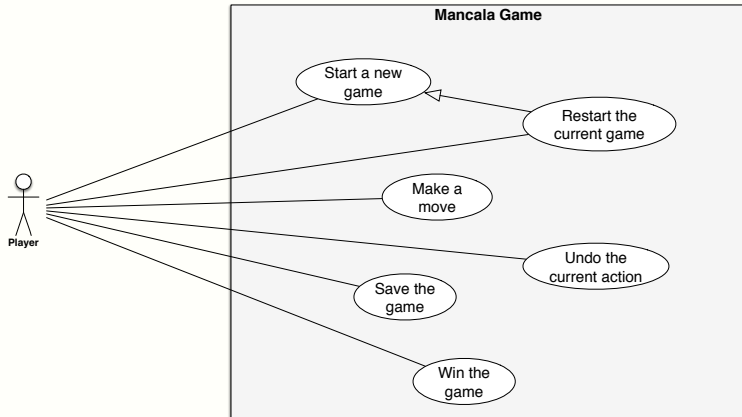 Mancala Game
Start a new
game
Restart the
current game
Make a
move
Player
Undo the
current action
Save the
game
Win the
game